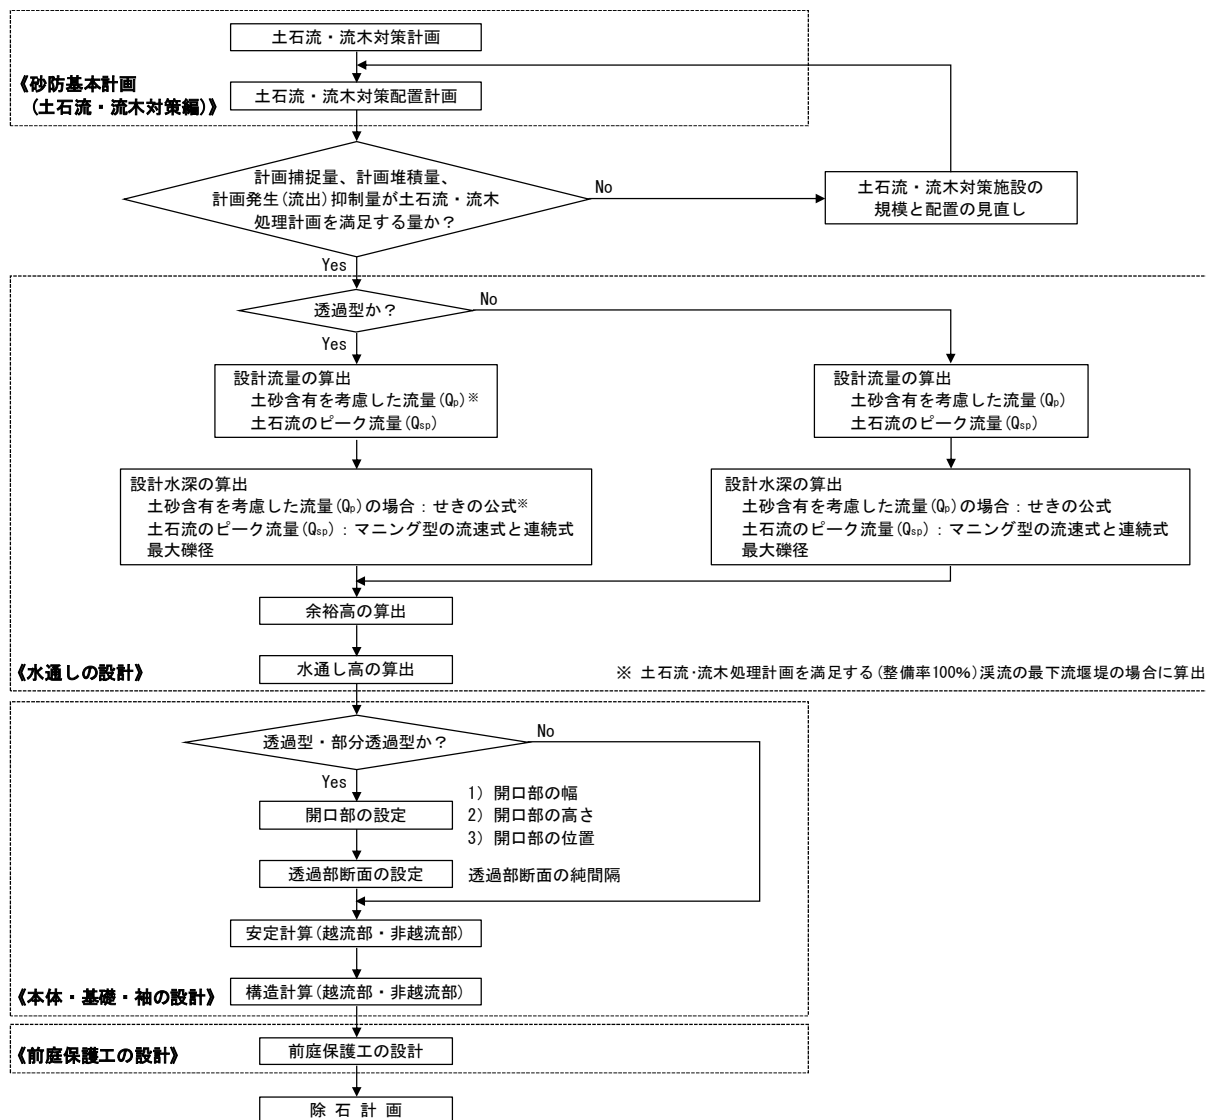 土石流・流木対策計画
《砂防基本計画
(土石流・流木対策編)》
土石流・流木対策配置計画
計画捕捉量、計画堆積量、
計画発生(流出)抑制量が土石流・流木
処理計画を満足する量か？
No
土石流・流木対策施設の
規模と配置の見直し
Yes
透過型か？
No
Yes
設計流量の算出
土砂含有を考慮した流量(Qp)※
土石流のピーク流量(Qsp)
設計流量の算出
土砂含有を考慮した流量(Qp)
土石流のピーク流量(Qsp)
設計水深の算出
土砂含有を考慮した流量(Qp)の場合：せきの公式※
土石流のピーク流量(Qsp)：マニング型の流速式と連続式
最大礫径
設計水深の算出
土砂含有を考慮した流量(Qp)の場合：せきの公式
土石流のピーク流量(Qsp)：マニング型の流速式と連続式
最大礫径
余裕高の算出
水通し高の算出
《水通しの設計》
※ 土石流・流木処理計画を満足する(整備率100%)渓流の最下流堰堤の場合に算出
透過型・部分透過型か？
No
Yes
開口部の設定
1) 開口部の幅
2) 開口部の高さ
3) 開口部の位置
透過部断面の設定
透過部断面の純間隔
安定計算(越流部・非越流部)
構造計算(越流部・非越流部)
《本体・基礎・袖の設計》
《前庭保護工の設計》
前庭保護工の設計
除 石 計 画